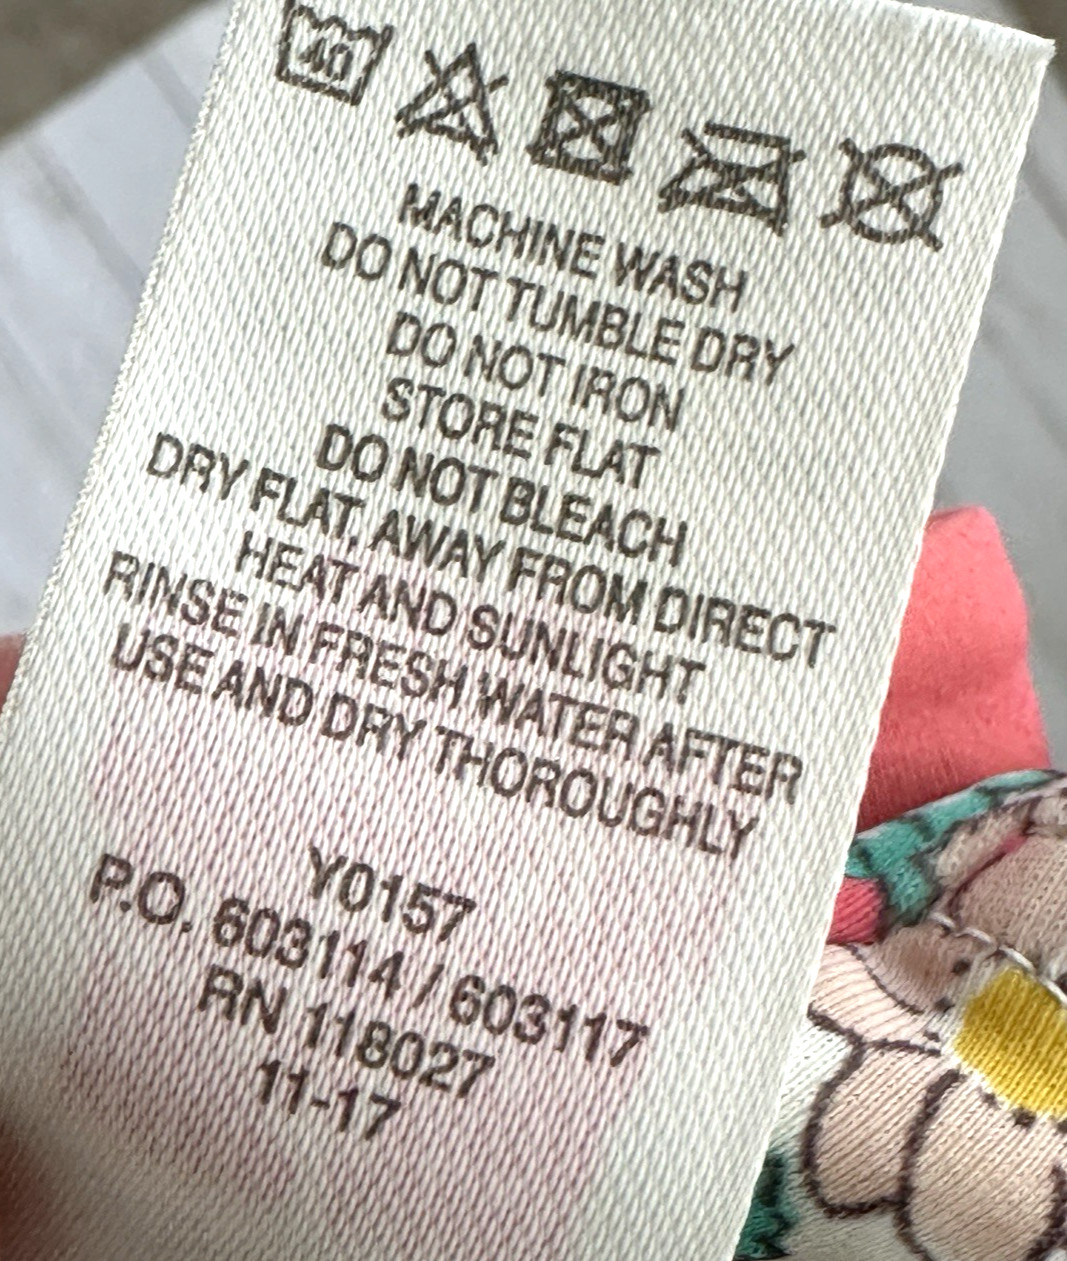 40
MACHINE WASH
DO NOT TUMBLE DRY
DO NOT IRON
STORE FLAT
DO NOT BLEACH
DRY FLAT, AWAY FROM DIRECT
HEAT AND SUNLIGHT
RINSE IN FRESH WATER AFTER
USE AND DRY THOROUGHLY
Y0157
P.O. 603114 / 603117
RN 118027
11-17